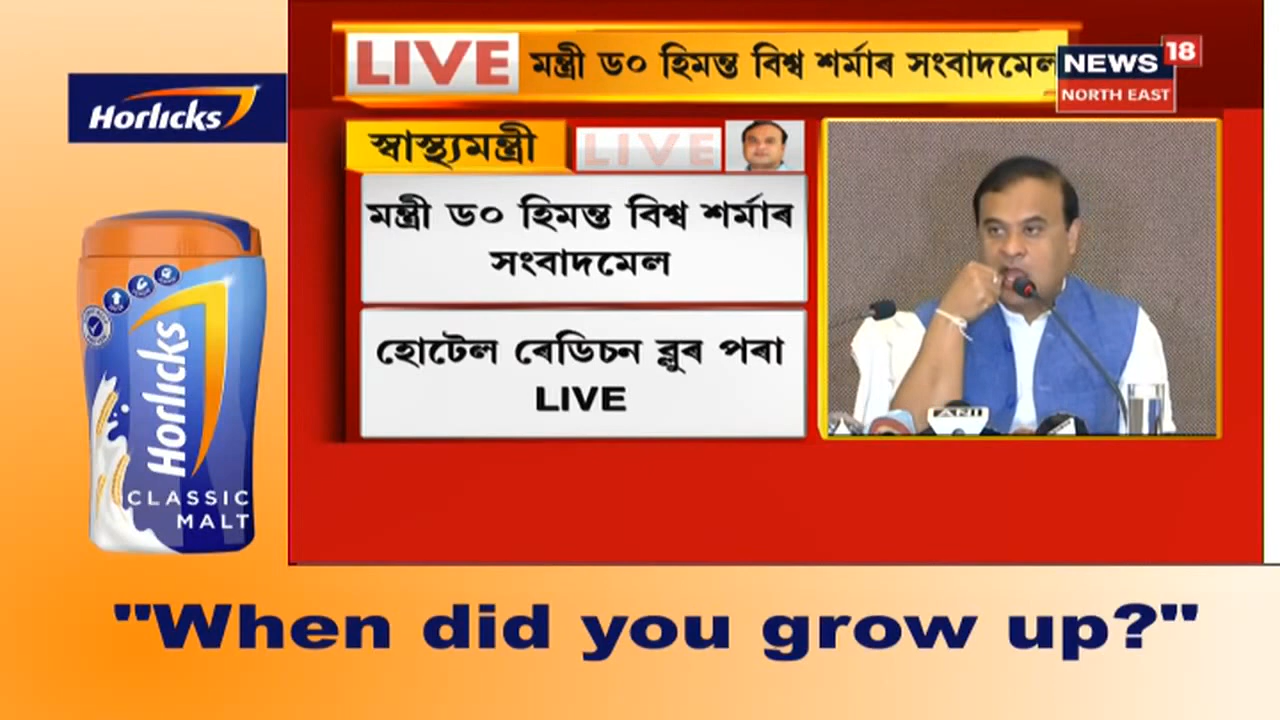 LIVE মন্ত্ৰী ড০ হিমন্ত বিশ্ব শৰ্মাৰ সংবাদমেল
NEWS 18
NORTH EAST
Horlicks
স্বাস্থ্যমন্ত্ৰী LIVE
মন্ত্ৰী ড০ হিমন্ত বিশ্ব শৰ্মাৰ
সংবাদমেল
হোটেল ৰেডিচন ব্লুৰ পৰা
LIVE
ANI
Horlicks
CLASSIC
MALT
"When did you grow up?"